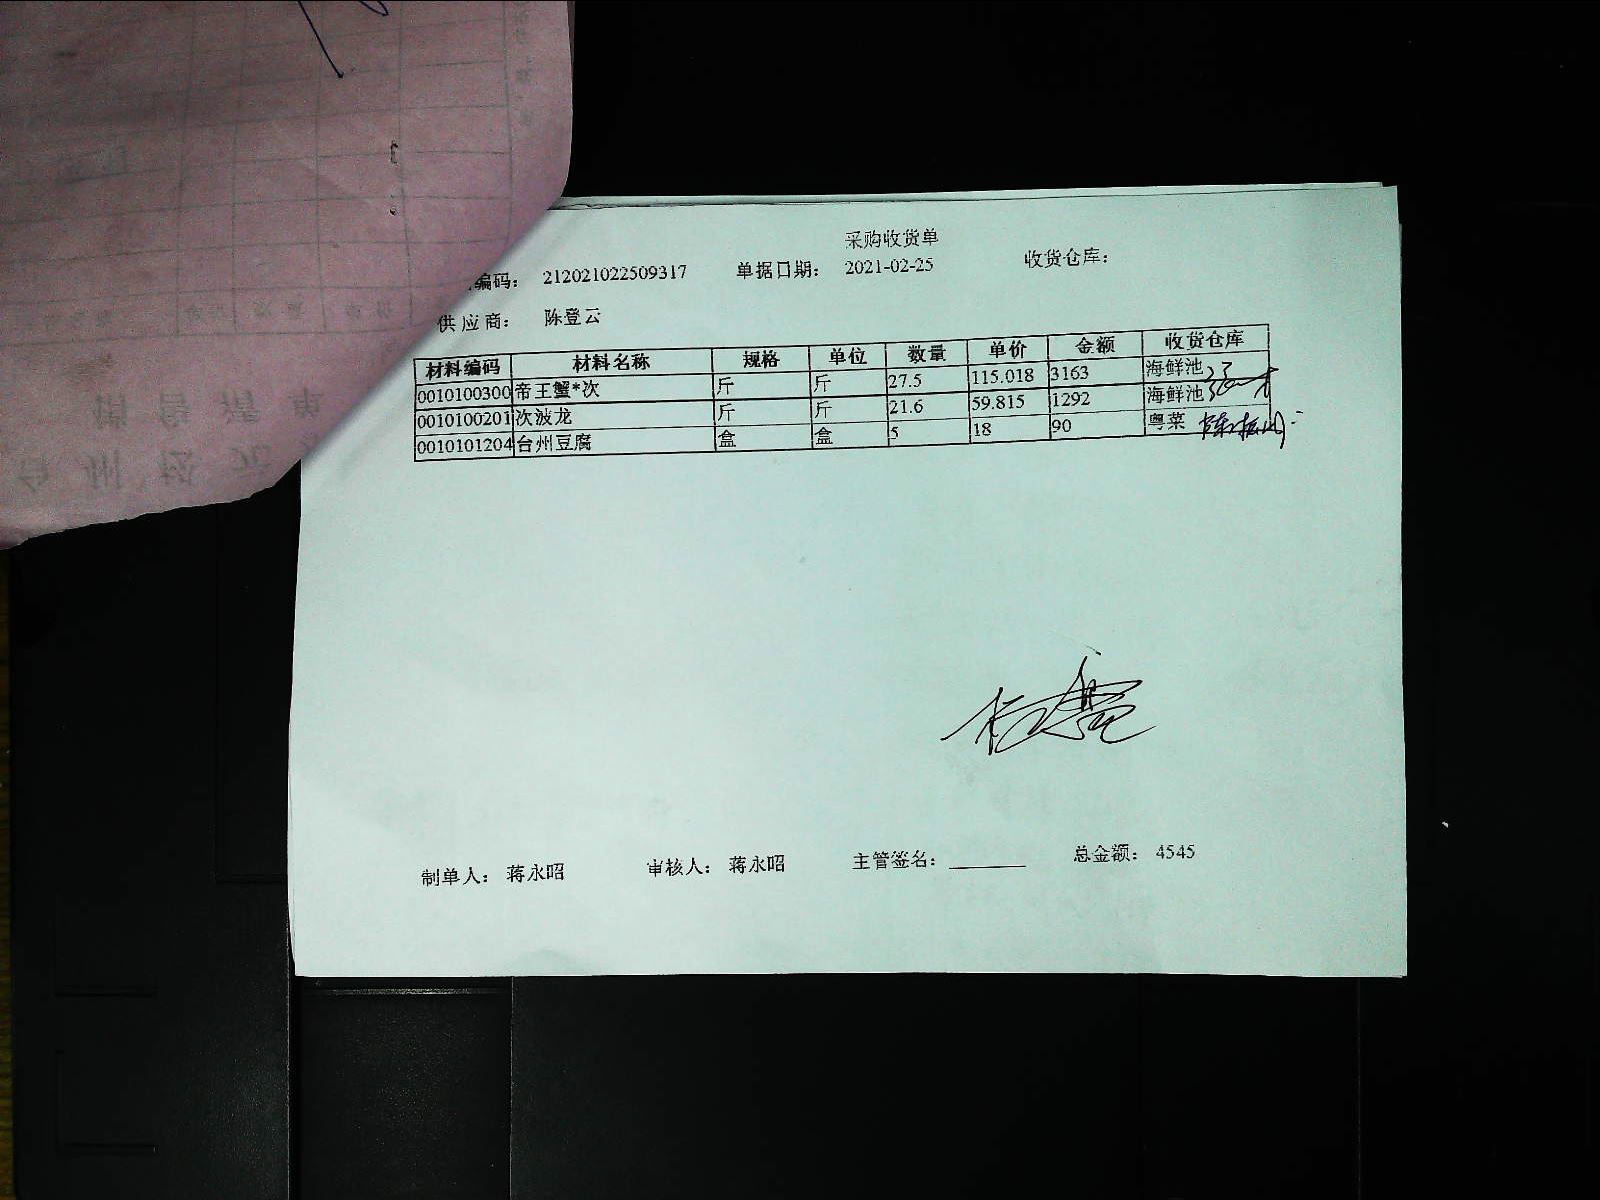 采购收货单
编码： 212021022509317 单据日期： 2021-02-25 收货仓库：
供应商： 陈登云
材料编码 材料名称 规格 单位 数量 单价 金额 收货仓库
0010100300 帝王蟹*次 斤 斤 27.5 115.018 3163 海鲜池
0010100201 次波龙 斤 斤 21.6 59.815 1292 海鲜池
0010101204 台州豆腐 盒 盒 5 18 90 粤菜
制单人： 蒋永昭 审核人： 蒋永昭 主管签名： 总金额： 4545